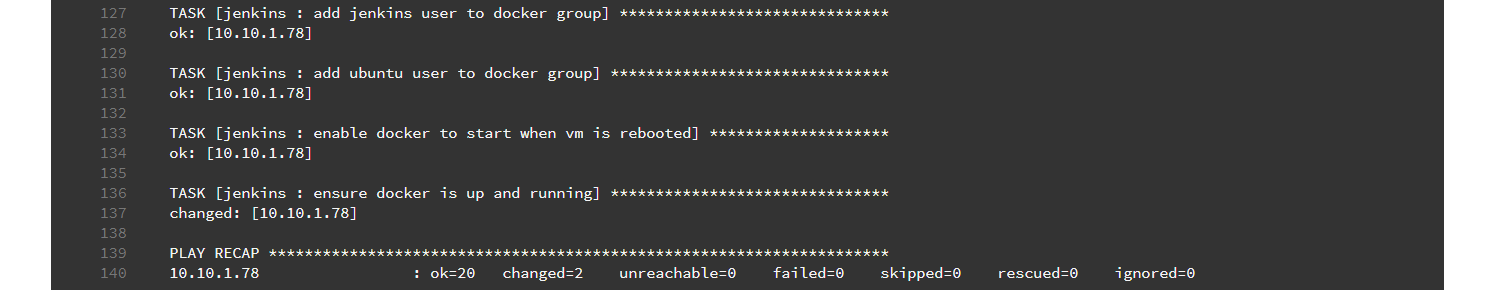 127 TASK [jenkins : add jenkins user to docker group] ******************************
128 ok: [10.10.1.78]
129
130 TASK [jenkins : add ubuntu user to docker group] *******************************
131 ok: [10.10.1.78]
132
133 TASK [jenkins : enable docker to start when vm is rebooted] ********************
134 ok: [10.10.1.78]
135
136 TASK [jenkins : ensure docker is up and running] *******************************
137 changed: [10.10.1.78]
138
139 PLAY RECAP *********************************************************************
140 10.10.1.78                 : ok=20   changed=2    unreachable=0    failed=0    skipped=0    rescued=0    ignored=0